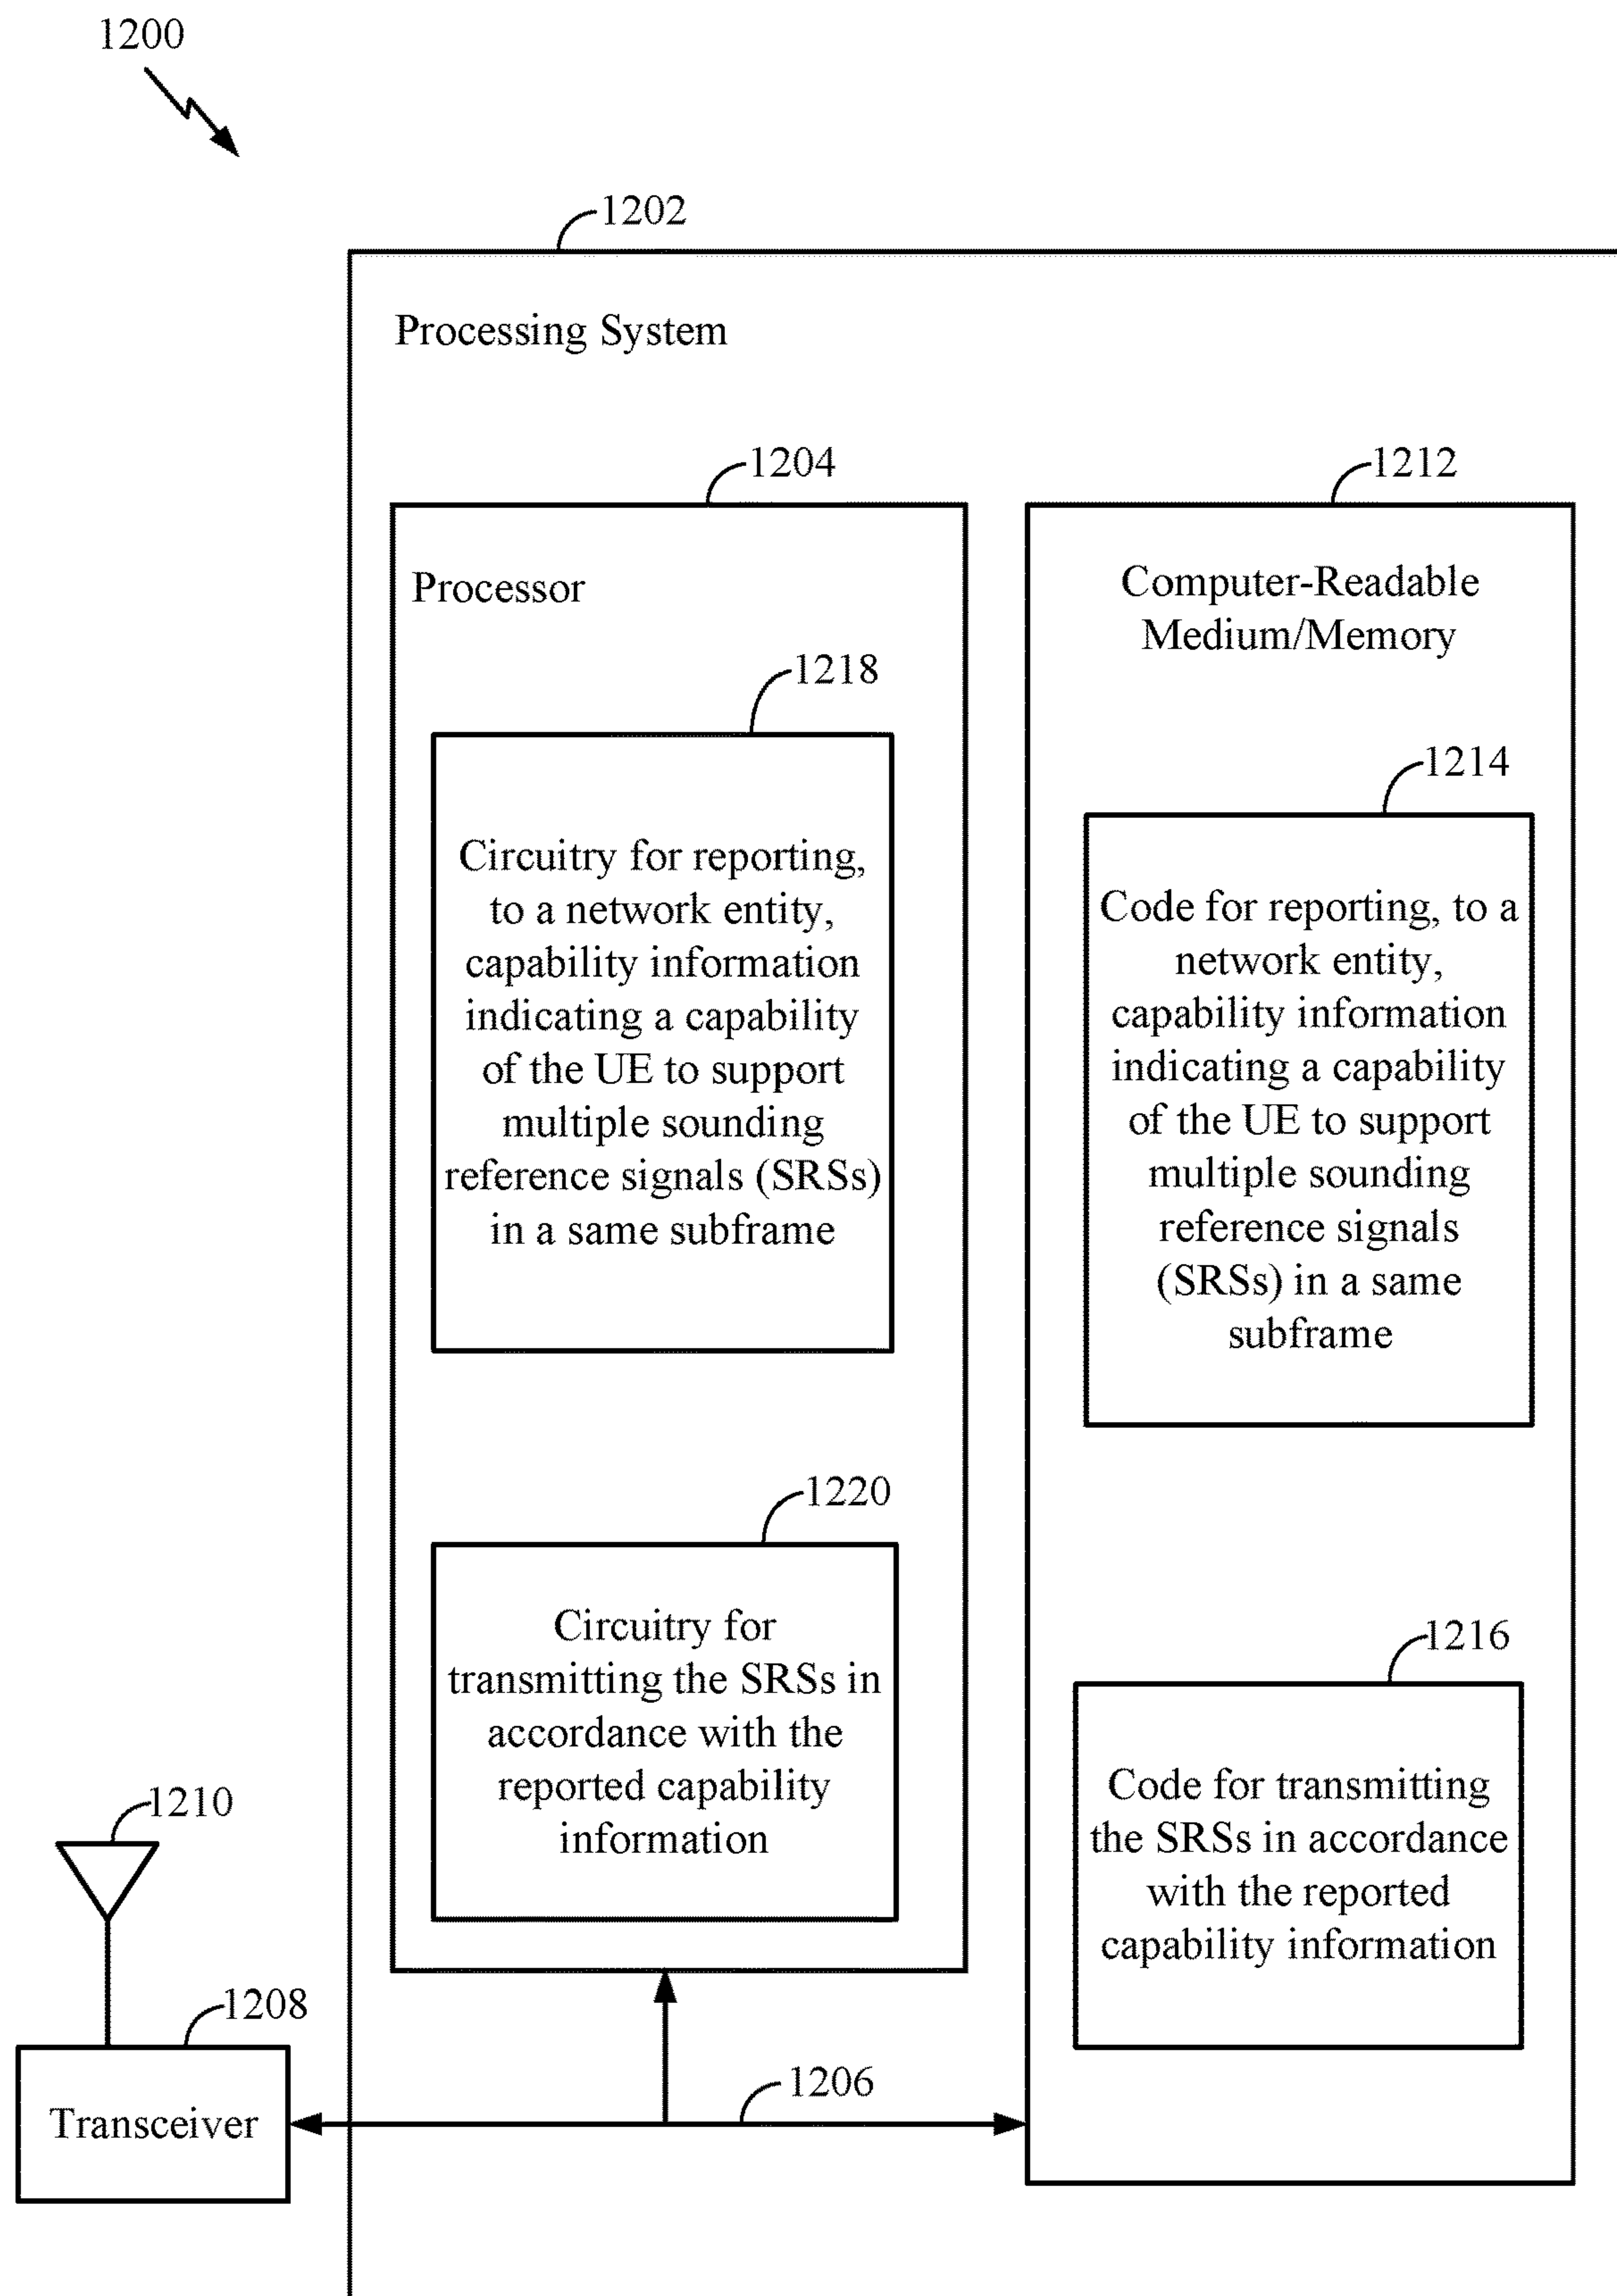 1200
1202
Processing System
1204
Processor
1218
Circuitry for reporting,
to a network entity,
capability information
indicating a capability
of the UE to support
multiple sounding
reference signals (SRSs)
in a same subframe
1220
Circuitry for
transmitting the SRSs in
accordance with the
reported capability
information
1212
Computer-Readable
Medium/Memory
1214
Code for reporting, to a
network entity,
capability information
indicating a capability
of the UE to support
multiple sounding
reference signals
(SRSs) in a same
subframe
1216
Code for transmitting
the SRSs in accordance
with the reported
capability information
1210
1208
Transceiver
1206